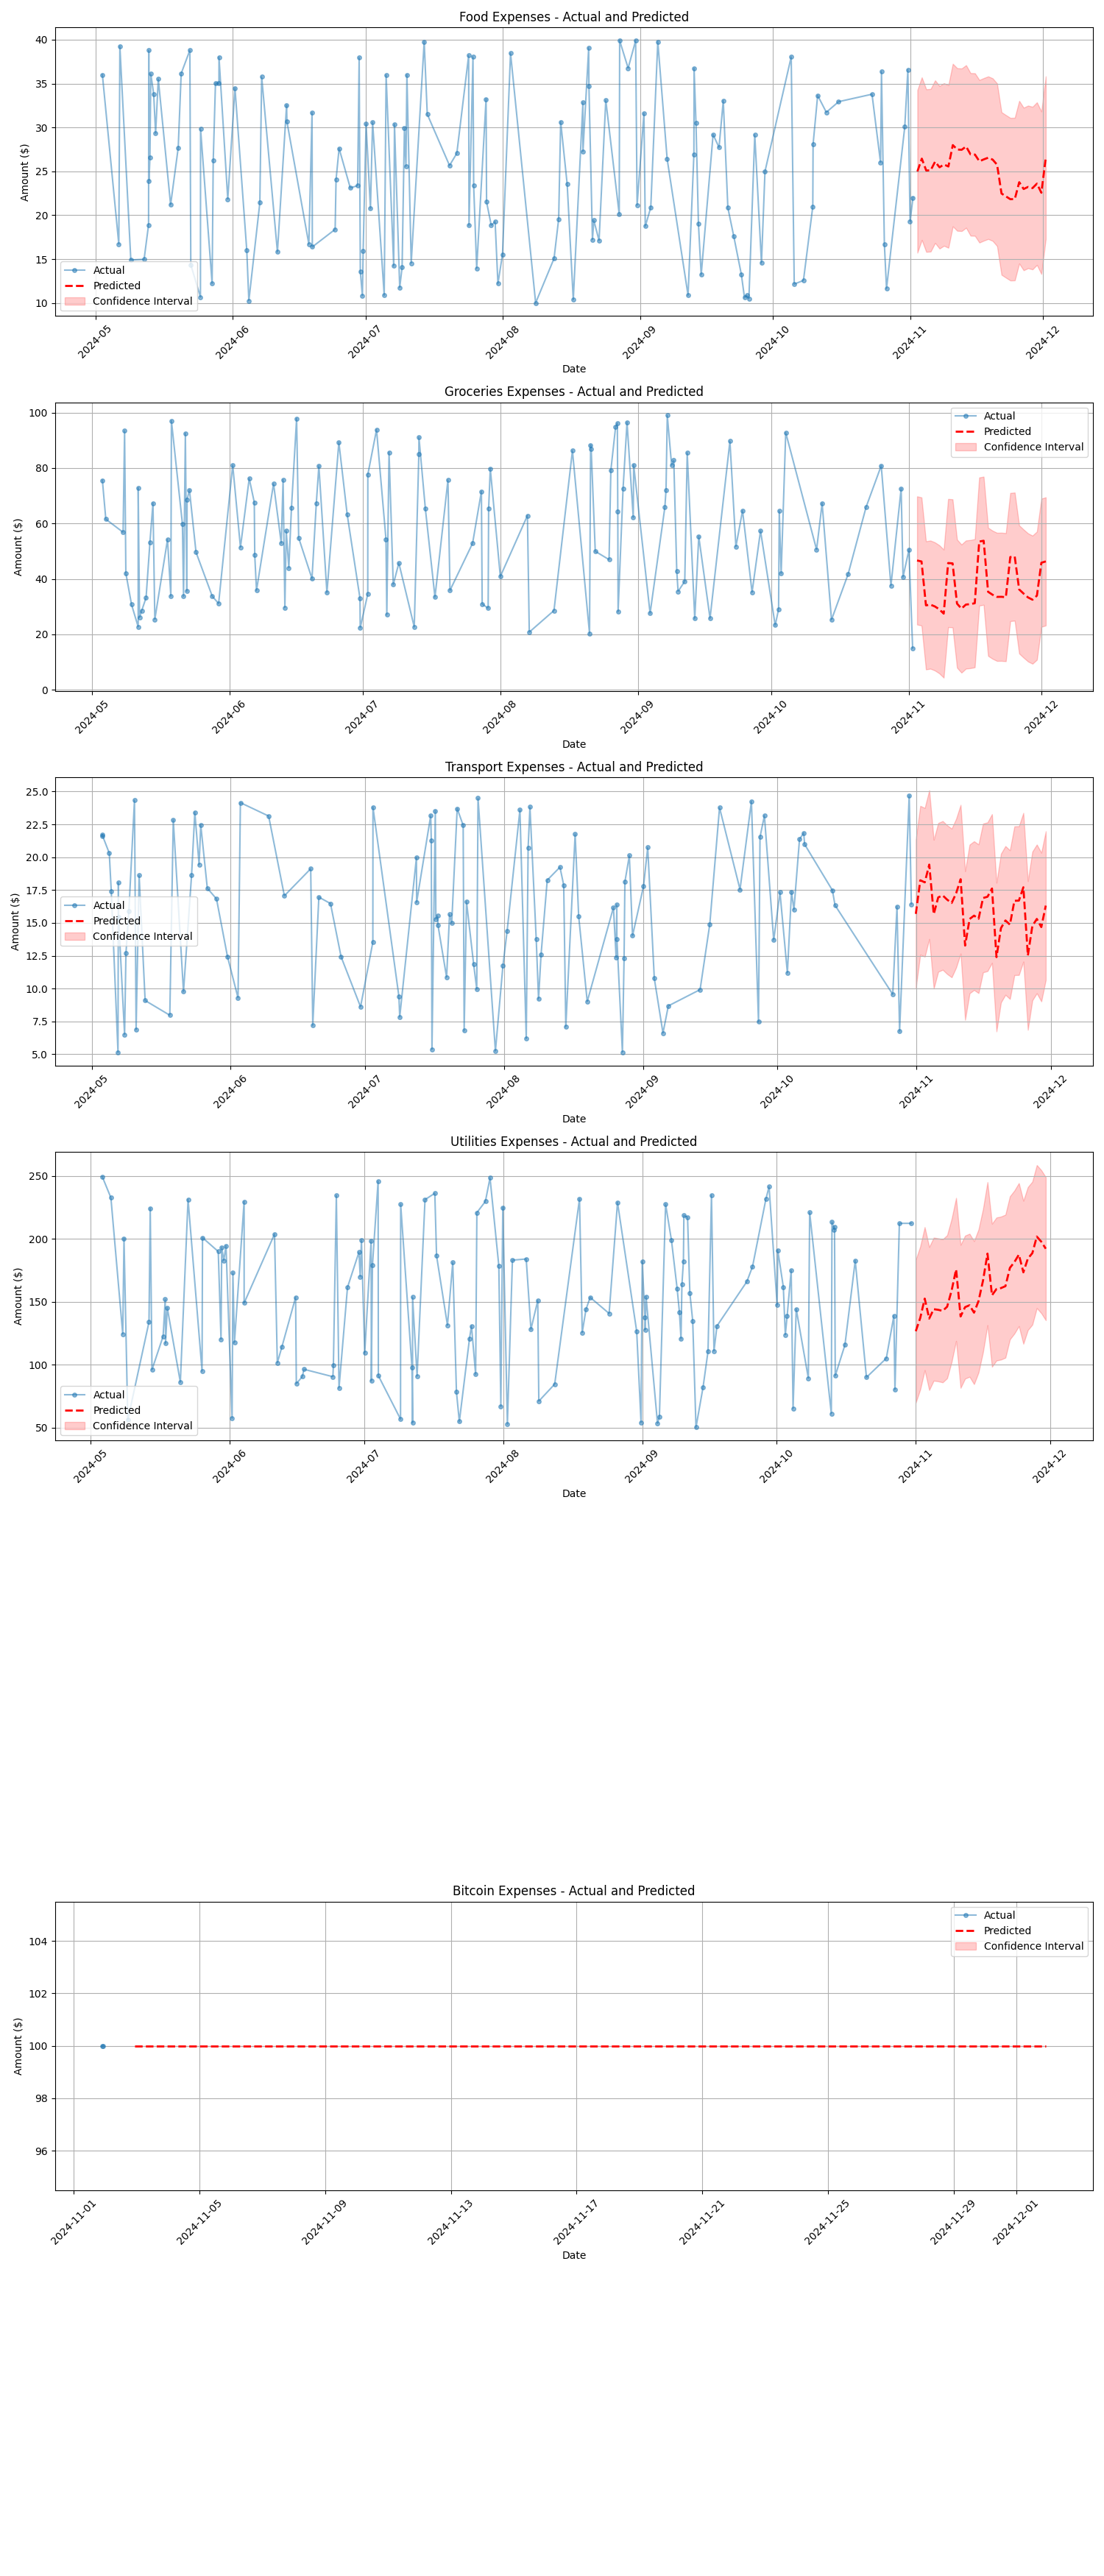 Food Expenses - Actual and Predicted
40
35
30
25
20
15
10
Amount ($)
Actual
Predicted
Confidence Interval
2024-05
2024-06
2024-07
2024-08
2024-09
2024-10
2024-11
2024-12
Date
Groceries Expenses - Actual and Predicted
100
80
60
40
20
0
Amount ($)
Actual
Predicted
Confidence Interval
2024-05
2024-06
2024-07
2024-08
2024-09
2024-10
2024-11
2024-12
Date
Transport Expenses - Actual and Predicted
25.0
22.5
20.0
17.5
15.0
12.5
10.0
7.5
5.0
Amount ($)
Actual
Predicted
Confidence Interval
2024-05
2024-06
2024-07
2024-08
2024-09
2024-10
2024-11
2024-12
Date
Utilities Expenses - Actual and Predicted
250
200
150
100
50
Amount ($)
Actual
Predicted
Confidence Interval
2024-05
2024-06
2024-07
2024-08
2024-09
2024-10
2024-11
2024-12
Date
Bitcoin Expenses - Actual and Predicted
104
102
100
98
96
Amount ($)
Actual
Predicted
Confidence Interval
2024-11-01
2024-11-05
2024-11-09
2024-11-13
2024-11-17
2024-11-21
2024-11-25
2024-11-29
2024-12-01
Date